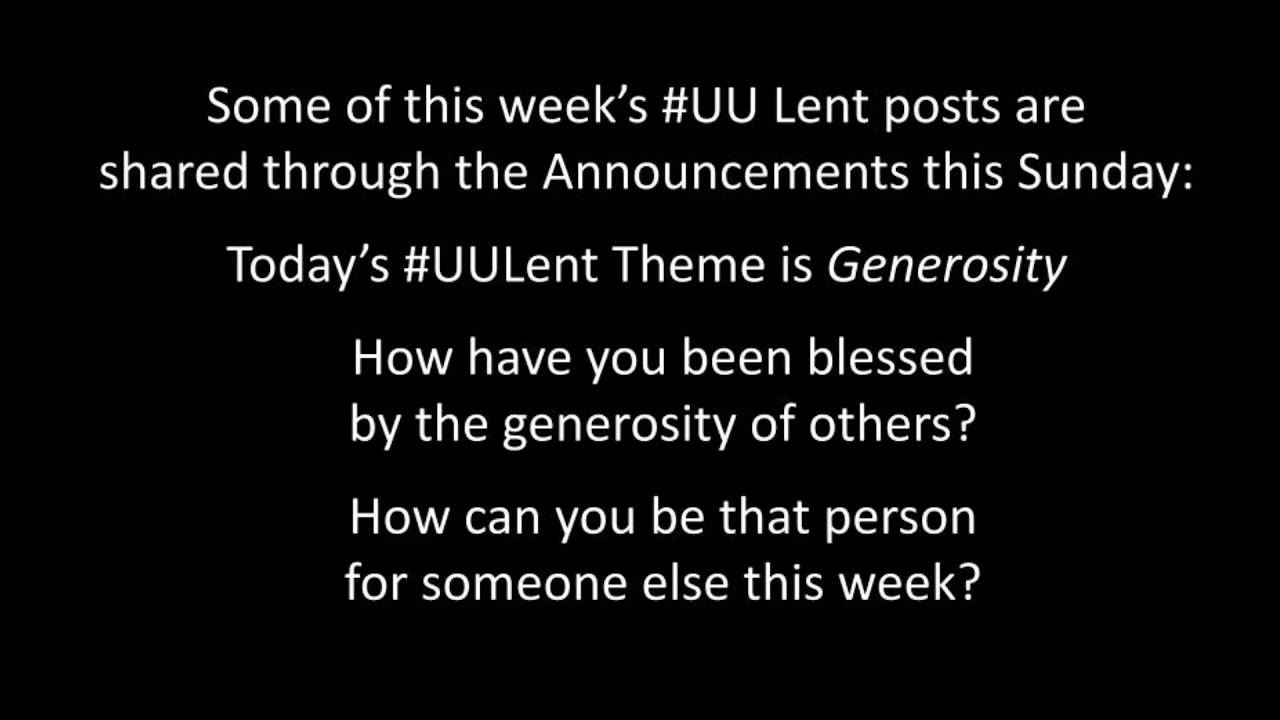 Some of this week’s #UU Lent posts are
shared through the Announcements this Sunday:
Today’s #UULent Theme is Generosity
How have you been blessed
by the generosity of others?
How can you be that person
for someone else this week?